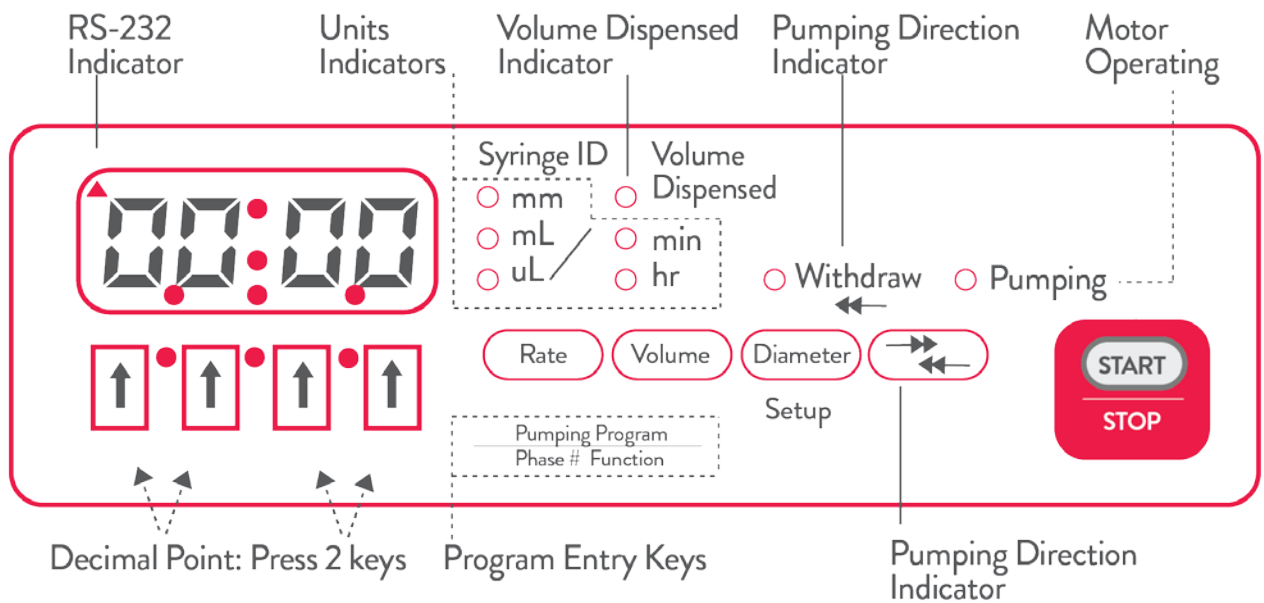 RS-232
Indicator
Units
Indicators
Volume Dispensed
Indicator
Pumping Direction
Indicator
Motor
Operating
00:00
Syringe ID
mm
mL
uL
Volume
Dispensed
min
hr
Withdraw
Pumping
Rate
Volume
Diameter
Setup
START
STOP
Pumping Program
Phase # Function
Decimal Point: Press 2 keys
Program Entry Keys
Pumping Direction
Indicator